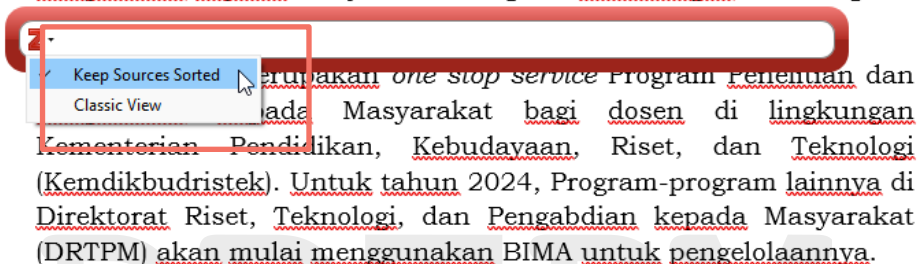 Z
Keep Sources Sorted
Classic View
erupakan one stop service Program Penelitian dan
pada Masyarakat bagi dosen di lingkungan
Kementerian Pendidikan, Kebudayaan, Riset, dan Teknologi
(Kemdikbudristek). Untuk tahun 2024, Program-program lainnya di
Direktorat Riset, Teknologi, dan Pengabdian kepada Masyarakat
(DRTPM) akan mulai menggunakan BIMA untuk pengelolaannya.